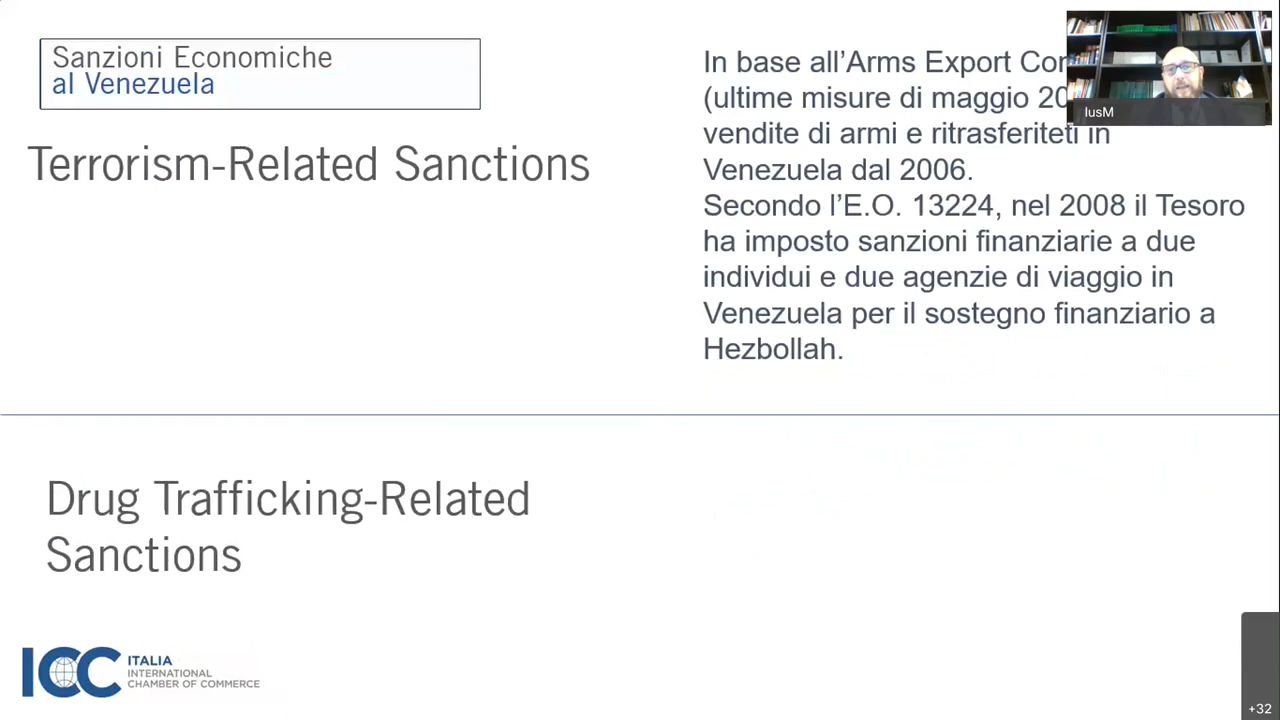 Sanzioni Economiche
al Venezuela
Terrorism-Related Sanctions
In base all’Arms Export
(ultime misure di maggio
vendite di armi e ritrasferiteti in
Venezuela dal 2006.
Secondo l’E.O. 13224, nel 2008 il Tesoro
ha imposto sanzioni finanziarie a due
individui e due agenzie di viaggio in
Venezuela per il sostegno finanziario a
Hezbollah.
IusM
Drug Trafficking-Related
Sanctions
ICC
ITALIA
INTERNATIONAL
CHAMBER OF COMMERCE
+32